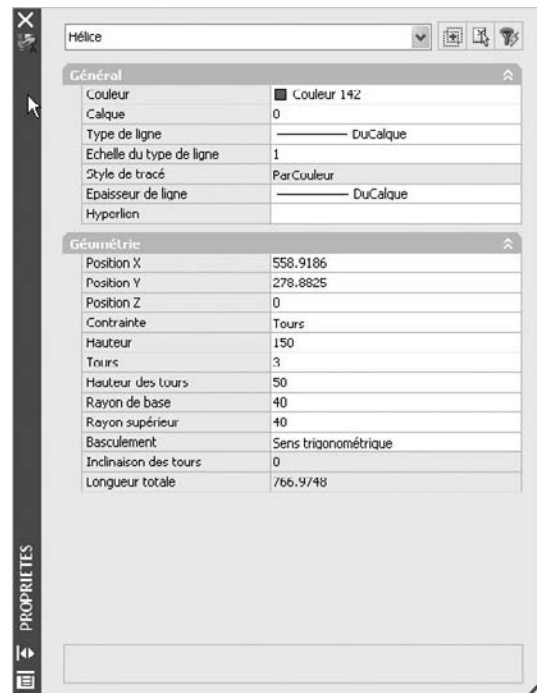 Hélice
Général
Couleur Couleur 142
Calque 0
Type de ligne DuCalque
Echelle du type de ligne 1
Style de tracé ParCouleur
Epaisseur de ligne DuCalque
Hyperlien
Géométrie
Position X 558.9186
Position Y 278.8825
Position Z 0
Contrainte Tours
Hauteur 150
Tours 3
Hauteur des tours 50
Rayon de base 40
Rayon supérieur 40
Basculement Sens trigonométrique
Inclinaison des tours 0
Longueur totale 766.9748
PROPRIETES